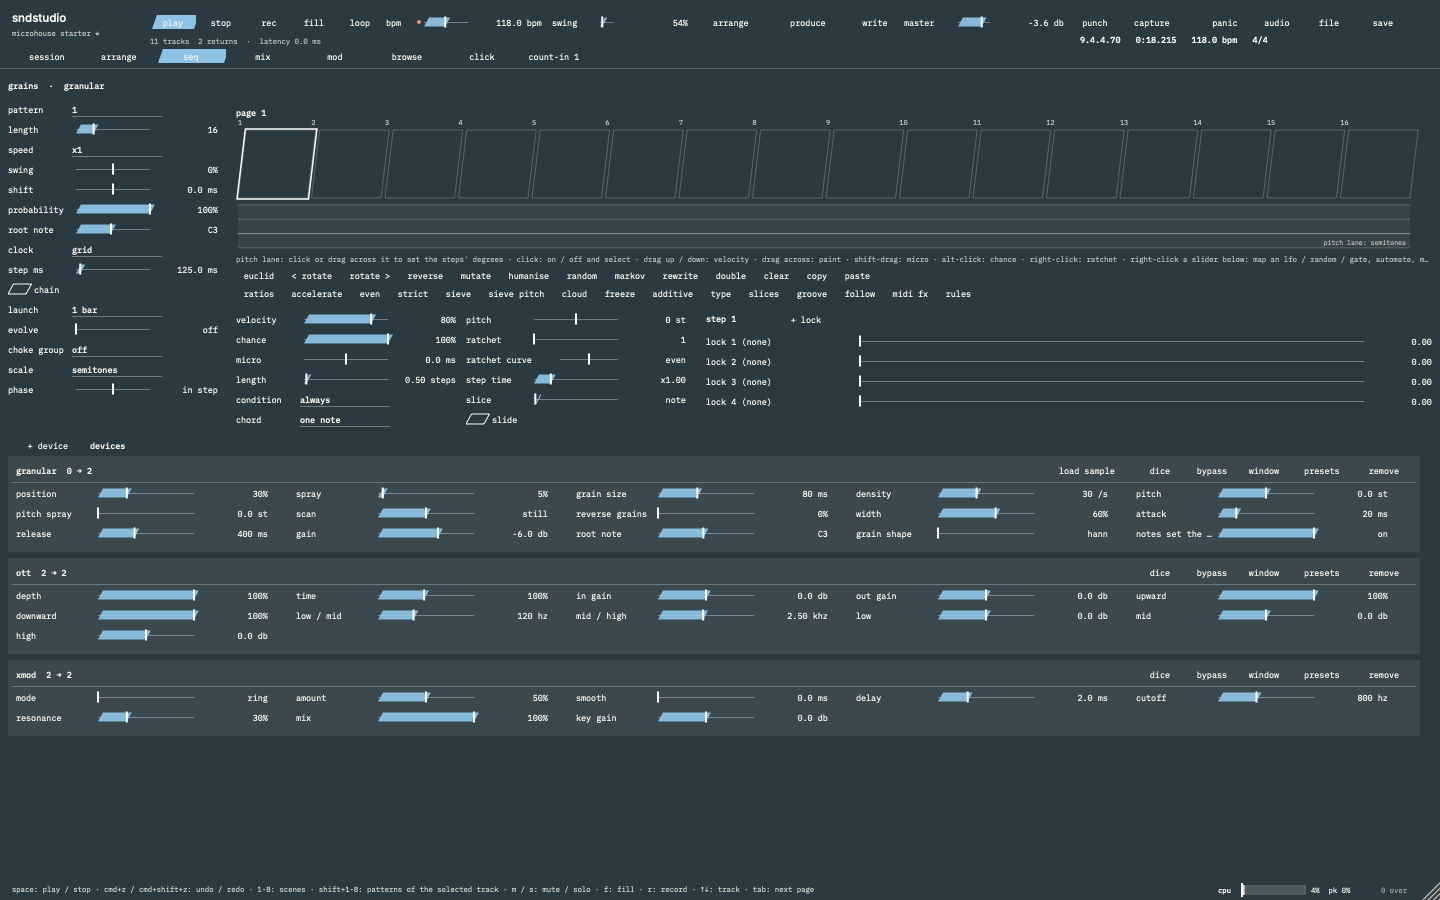 sndstudio play stop rec fill loop bpm 118.0 bpm swing 54% arrange produce write master -3.6 db punch capture panic audio file save
microhouse starter * 11 tracks 2 returns · latency 0.0 ms 9.4.4.70 0:18.215 118.0 bpm 4/4
session arrange seq mix mod browse click count-in 1
grains · granular
pattern 1
length 16
speed x1
swing 0%
shift 0.0 ms
probability 100%
root note C3
clock grid
step ms 125.0 ms
chain
launch 1 bar
evolve off
choke group off
scale semitones
phase in step
page 1
1 2 3 4 5 6 7 8 9 10 11 12 13 14 15 16
pitch lane: semitones
pitch lane: click or drag across it to set the steps' degrees · click: on / off and select · drag up / down: velocity · drag across: paint · shift-drag: micro · alt-click: chance · right-click: ratchet · right-click a slider below: map an lfo / random / gate, automate, m…
euclid < rotate rotate > reverse mutate humanise random markov rewrite double clear copy paste
ratios accelerate even strict sieve sieve pitch cloud freeze additive type slices groove follow midi fx rules
velocity 80% pitch 0 st step 1 + lock
chance 100% ratchet 1 lock 1 (none) 0.00
micro 0.0 ms ratchet curve even lock 2 (none) 0.00
length 0.50 steps step time x1.00 lock 3 (none) 0.00
condition always slice note lock 4 (none) 0.00
chord one note slide
+ device devices
granular 0 → 2 load sample dice bypass window presets remove
position 30% spray 5% grain size 80 ms density 30 /s pitch 0.0 st
pitch spray 0.0 st scan still reverse grains 0% width 60% attack 20 ms
release 400 ms gain -6.0 db root note C3 grain shape hann notes set the … on
ott 2 → 2 dice bypass window presets remove
depth 100% time 100% in gain 0.0 db out gain 0.0 db upward 100%
downward 100% low / mid 120 hz mid / high 2.50 khz low 0.0 db mid 0.0 db
high 0.0 db
xmod 2 → 2 dice bypass window presets remove
mode ring amount 50% smooth 0.0 ms delay 2.0 ms cutoff 800 hz
resonance 30% mix 100% key gain 0.0 db
space: play / stop · cmd+z / cmd+shift+z: undo / redo · 1-8: scenes · shift+1-8: patterns of the selected track · m / s: mute / solo · f: fill · r: record · ↑↓: track · tab: next page cpu 4% pk 0% 0 over